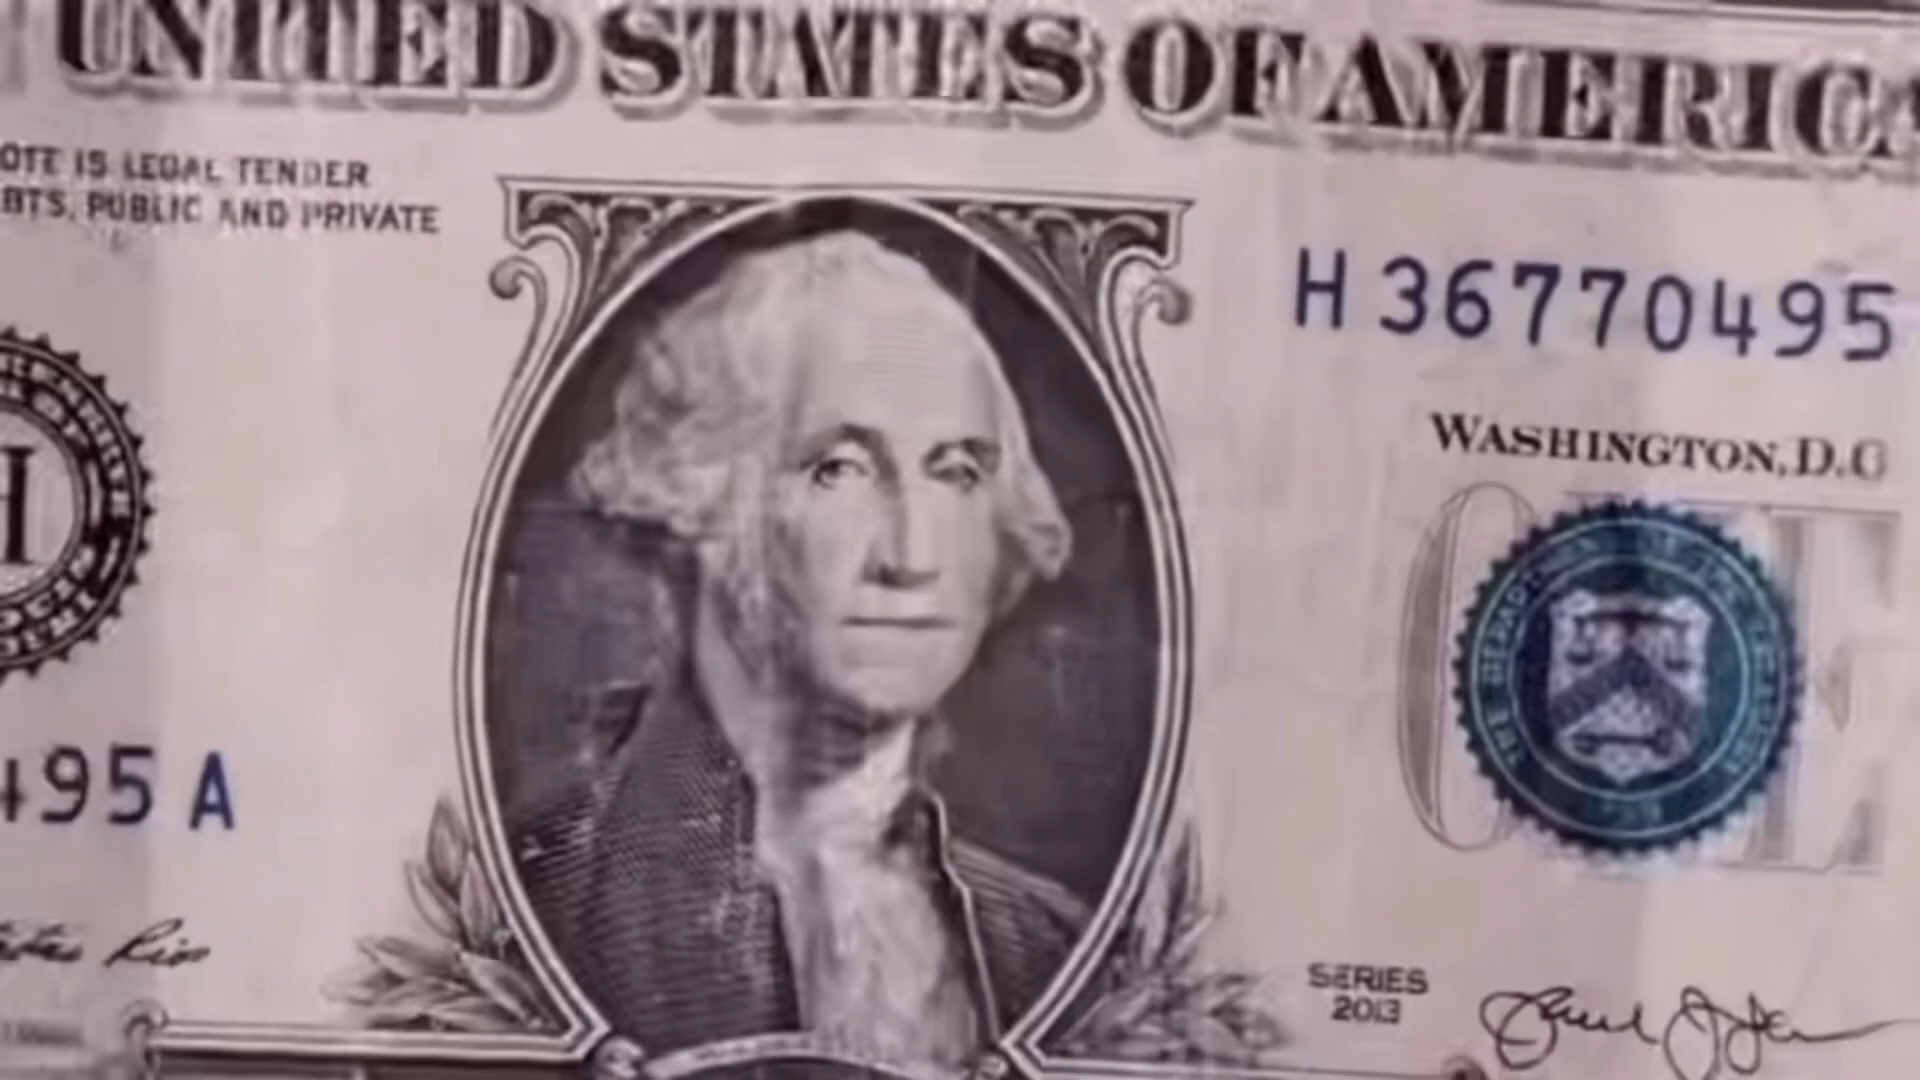 UNITED STATES OF AMERICA
OTE IS LEGAL TENDER
BTS, PUBLIC AND PRIVATE
H 36770495
WASHINGTON, D.C
H
495 A
SERIES
2013